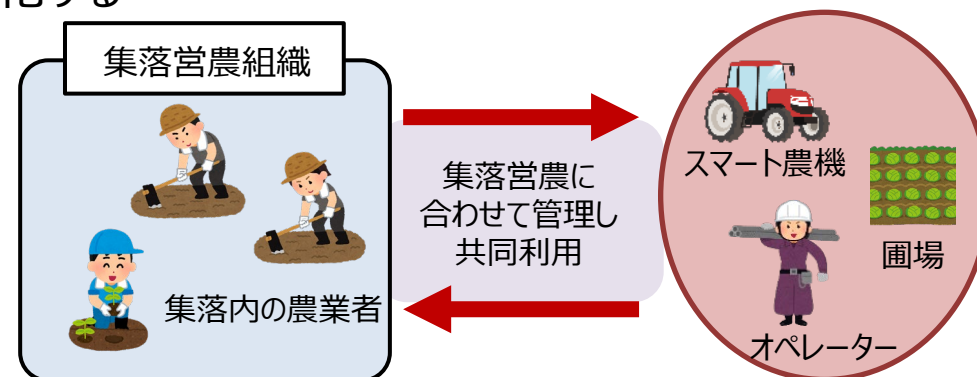 集落営農組織
集落内の農業者
集落営農に
合わせて管理し
共同利用
スマート農機
圃場
オペレーター